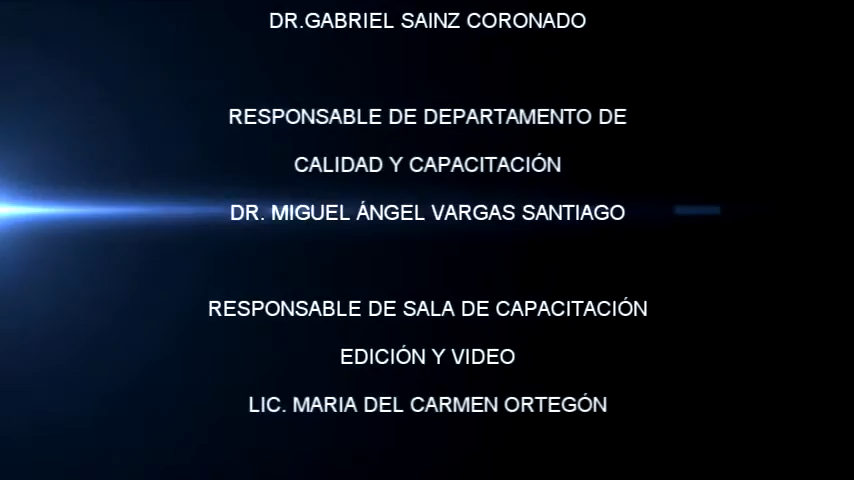 DR.GABRIEL SAINZ CORONADO
RESPONSABLE DE DEPARTAMENTO DE
CALIDAD Y CAPACITACIÓN
DR. MIGUEL ÁNGEL VARGAS SANTIAGO
RESPONSABLE DE SALA DE CAPACITACIÓN
EDICIÓN Y VIDEO
LIC. MARIA DEL CARMEN ORTEGÓN